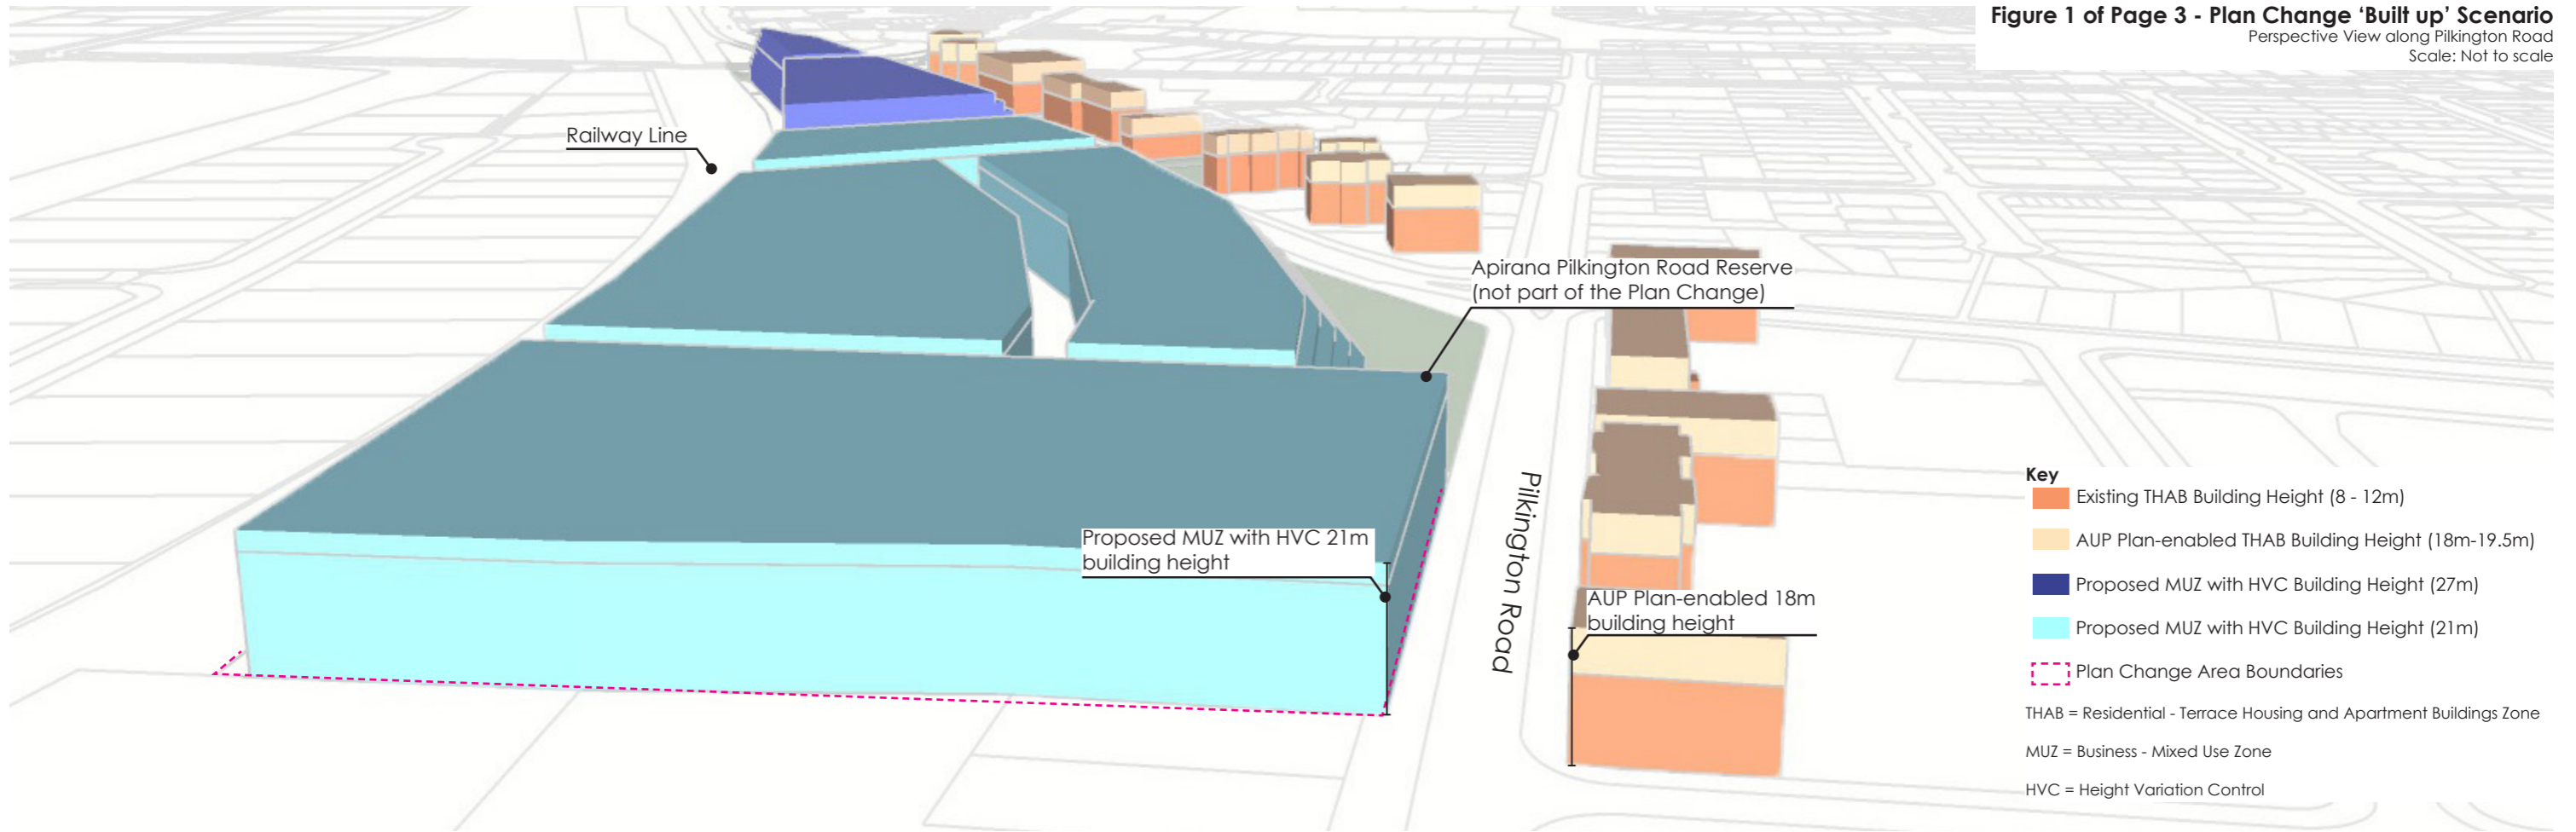 Figure 1 of Page 3 - Plan Change ‘Built up’ Scenario
Perspective View along Pilkington Road
Scale: Not to scale
Railway Line
Apirana Pilkington Road Reserve
(not part of the Plan Change)
Proposed MUZ with HVC 21m
building height
Pilkington Road
AUP Plan-enabled 18m
building height
Key
Existing THAB Building Height (8 - 12m)
AUP Plan-enabled THAB Building Height (18m-19.5m)
Proposed MUZ with HVC Building Height (27m)
Proposed MUZ with HVC Building Height (21m)
Plan Change Area Boundaries
THAB = Residential - Terrace Housing and Apartment Buildings Zone
MUZ = Business - Mixed Use Zone
HVC = Height Variation Control